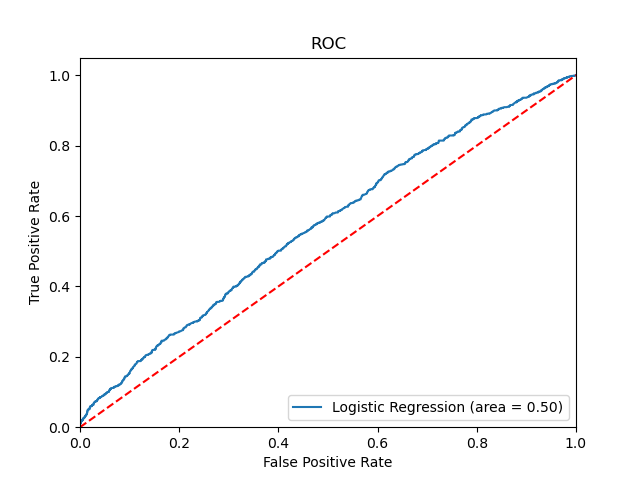 ROC
True Positive Rate
1.0
0.8
0.6
0.4
0.2
0.0
0.0 0.2 0.4 0.6 0.8 1.0
False Positive Rate
Logistic Regression (area = 0.50)